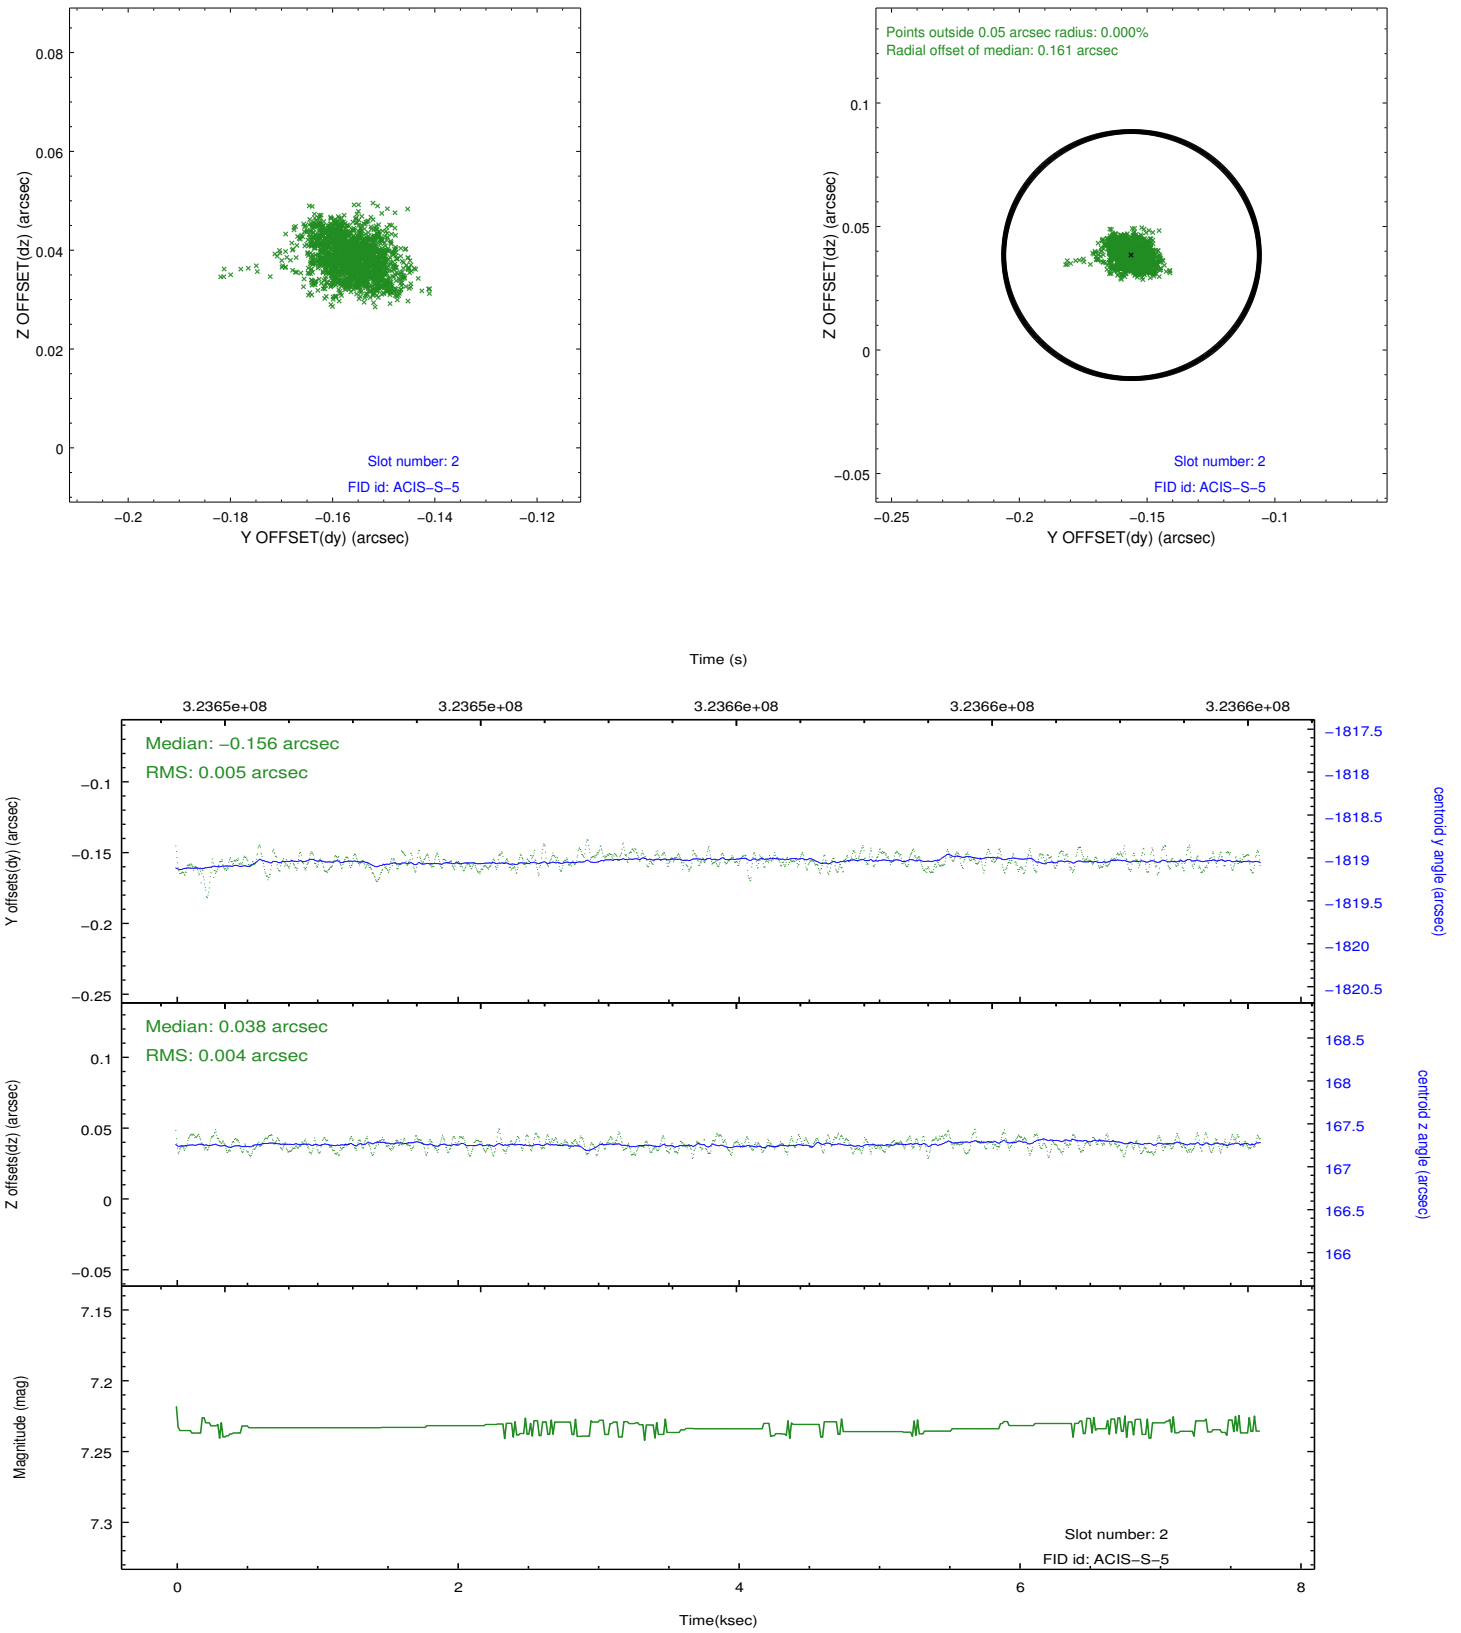 0.08
0.06
0.04
0.02
0
Z OFFSET(dz) (arcsec)
−0.2
−0.18
−0.16
−0.14
−0.12
Y OFFSET(dy) (arcsec)
Slot number: 2
FID id: ACIS−S−5
Points outside 0.05 arcsec radius: 0.000%
Radial offset of median: 0.161 arcsec
0.1
0.05
0
−0.05
Z OFFSET(dz) (arcsec)
−0.25
−0.2
−0.15
−0.1
Y OFFSET(dy) (arcsec)
Slot number: 2
FID id: ACIS−S−5
Time (s)
3.2365e+08
3.2365e+08
3.2366e+08
3.2366e+08
3.2366e+08
Median: −0.156 arcsec
RMS: 0.005 arcsec
−0.1
−0.15
−0.2
−0.25
Y offsets(dy) (arcsec)
−1817.5
−1818
−1818.5
−1819
−1819.5
−1820
−1820.5
centroid y angle (arcsec)
Median: 0.038 arcsec
RMS: 0.004 arcsec
0.1
0.05
0
−0.05
Z offsets(dz) (arcsec)
168.5
168
167.5
167
166.5
166
centroid z angle (arcsec)
7.15
7.2
7.25
7.3
Magnitude (mag)
Slot number: 2
FID id: ACIS−S−5
0
2
4
6
8
Time(ksec)